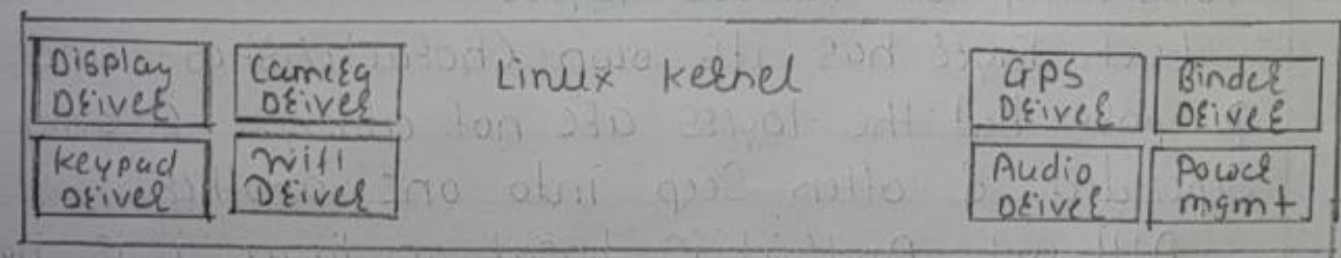 Display
Driver
Camera
Driver
Linux kernel
GPS
Driver
Binder
Driver
keypad
Driver
Wifi
Driver
Audio
Driver
Power
mgmt